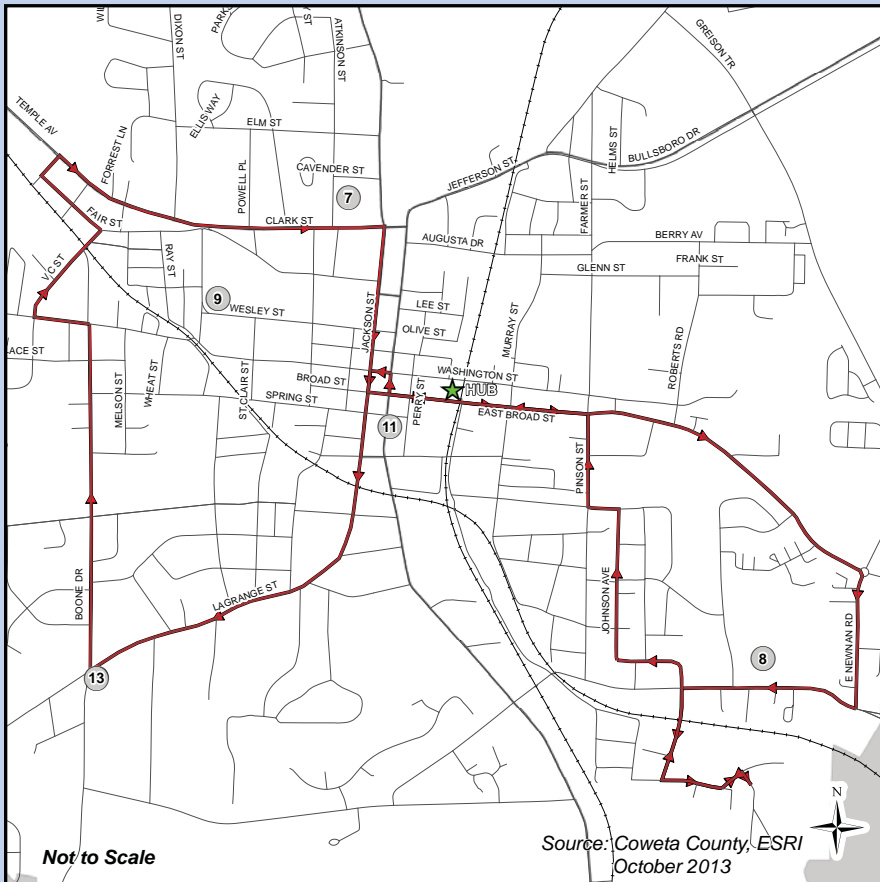 WIL
DIXON ST
PARKS
ST
ATKINSON ST
GREISON TR
TEMPLE AV
FORREST LN
ELLIS WAY
ELM ST
HELMS ST
BULLSBORO DR
POWELL PL
CAVENDER ST
JEFFERSON ST
7
FARMER ST
FAIR ST
CLARK ST
AUGUSTA DR
BERRY AV
RAY ST
GLENN ST
FRANK ST
V C ST
9
WESLEY ST
JACKSON ST
LEE ST
MURRAY ST
OLIVE ST
ROBERTS RD
LACE ST
MELSON ST
WHEAT ST
ST. CLAIR ST
BROAD ST
WASHINGTON ST
HUB
SPRING ST
PERRY ST
EAST BROAD ST
11
PINSON ST
BOONE DR
LAGRANGE ST
JOHNSON AVE
E NEWNAN RD
8
13
N
Not to Scale
Source: Coweta County, ESRI
October 2013